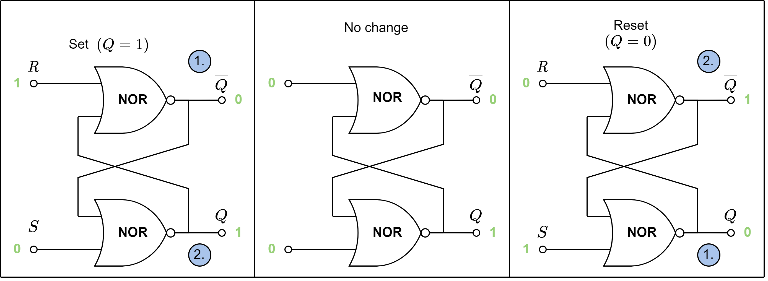 Set (Q = 1)
1.
R
1
NOR
Q̅
0
S
0
NOR
Q
1
2.
No change
0
NOR
Q̅
0
0
NOR
Q
1
Reset
(Q = 0)
2.
R
0
NOR
Q̅
1
S
1
NOR
Q
0
1.